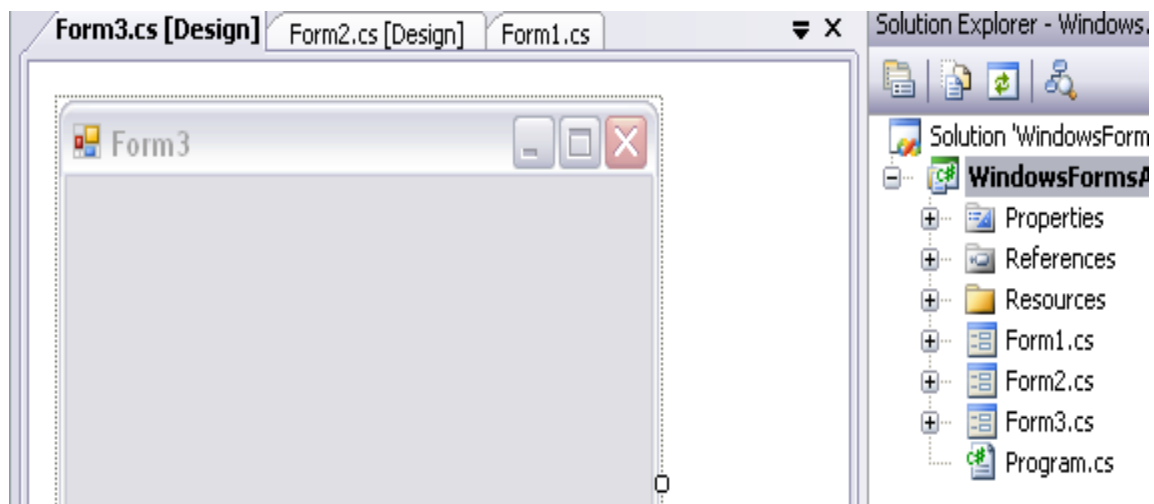 Form3.cs [Design] Form2.cs [Design] Form1.cs
Solution Explorer - Windows.
Form3
Solution 'WindowsForm
WindowsFormsA
Properties
References
Resources
Form1.cs
Form2.cs
Form3.cs
Program.cs